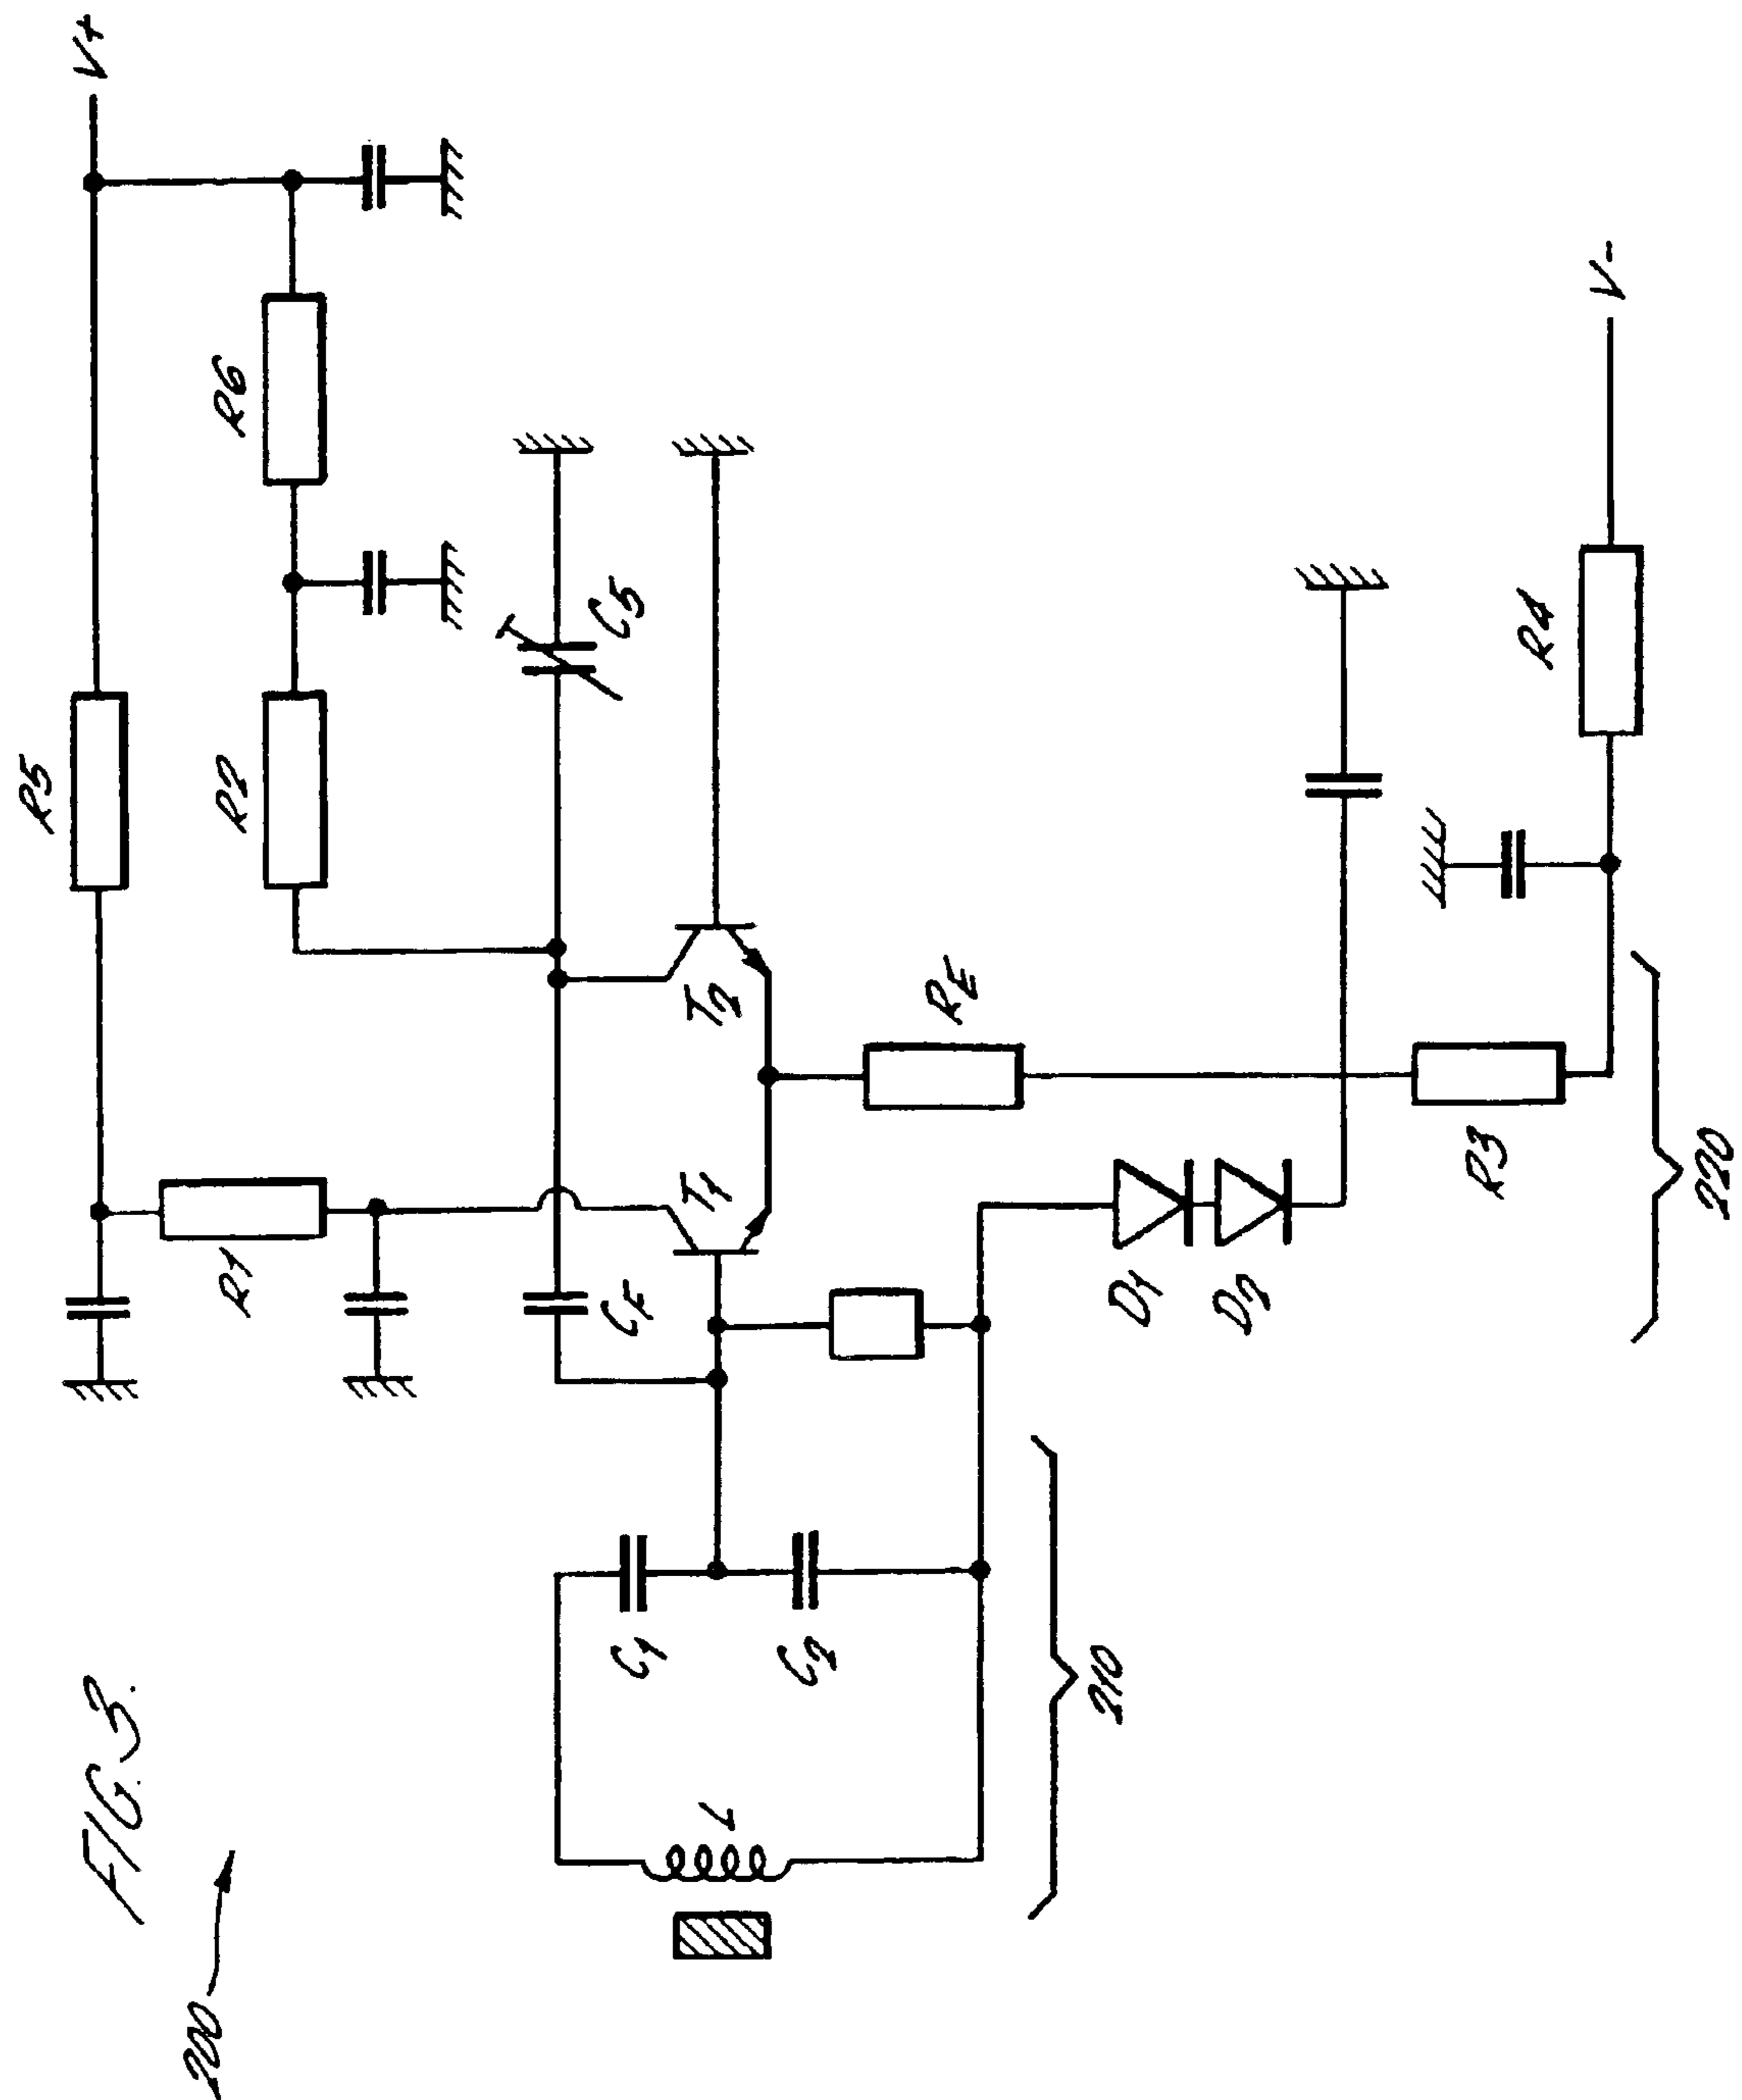 FIG. 3.
200
V+
R5
R6
R2
R1
C5
CF
T1
T2
RE
C1
C2
L
D1
D2
R3
R4
V-
210
220